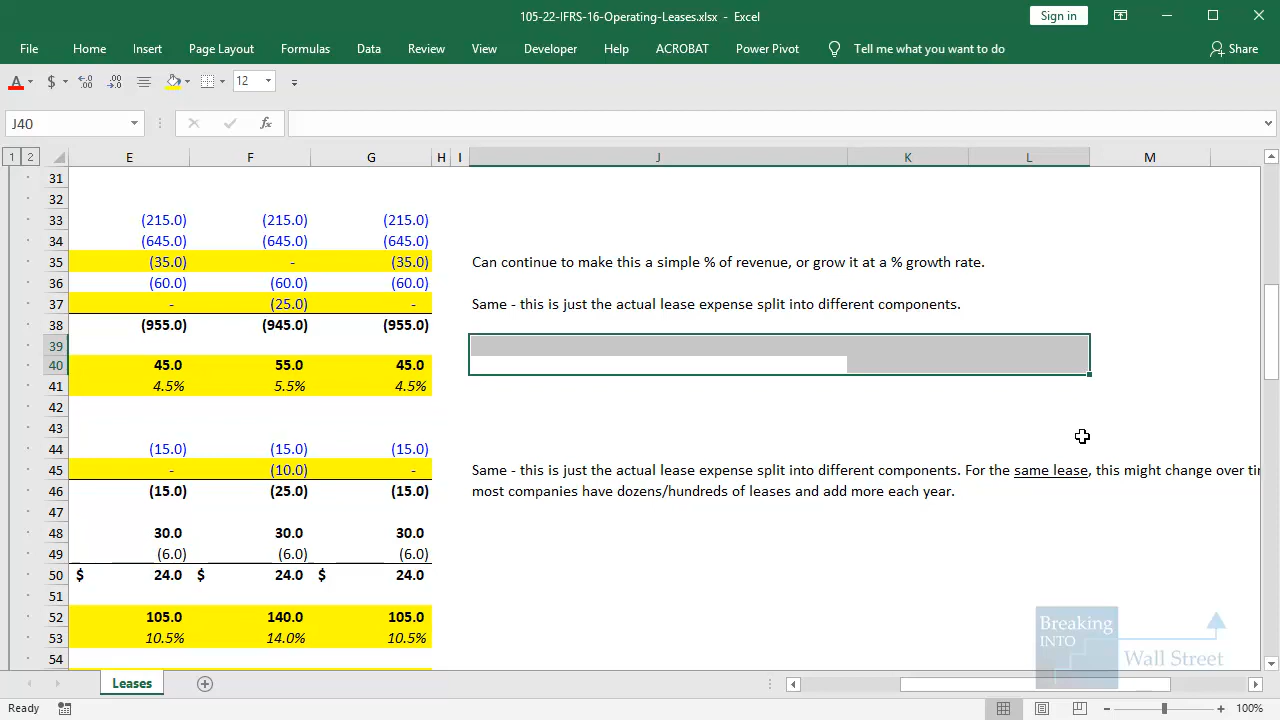 105-22-IFRS-16-Operating-Leases.xlsx - Excel
Sign in
File Home Insert Page Layout Formulas Data Review View Developer Help ACROBAT Power Pivot Tell me what you want to do Share
A $ .00 12
J40 fx
1 2 E F G H I J K L M
31
32
33 (215.0) (215.0) (215.0)
34 (645.0) (645.0) (645.0)
35 (35.0) - (35.0) Can continue to make this a simple % of revenue, or grow it at a % growth rate.
36 (60.0) (60.0) (60.0)
37 - (25.0) - Same - this is just the actual lease expense split into different components.
38 (955.0) (945.0) (955.0)
39
40 45.0 55.0 45.0
41 4.5% 5.5% 4.5%
42
43
44 (15.0) (15.0) (15.0)
45 - (10.0) - Same - this is just the actual lease expense split into different components. For the same lease, this might change over tin
46 (15.0) (25.0) (15.0) most companies have dozens/hundreds of leases and add more each year.
47
48 30.0 30.0 30.0
49 (6.0) (6.0) (6.0)
50 $ 24.0 $ 24.0 $ 24.0
51
52 105.0 140.0 105.0
53 10.5% 14.0% 10.5%
54
Breaking
INTO
Wall Street
Leases
Ready 100%